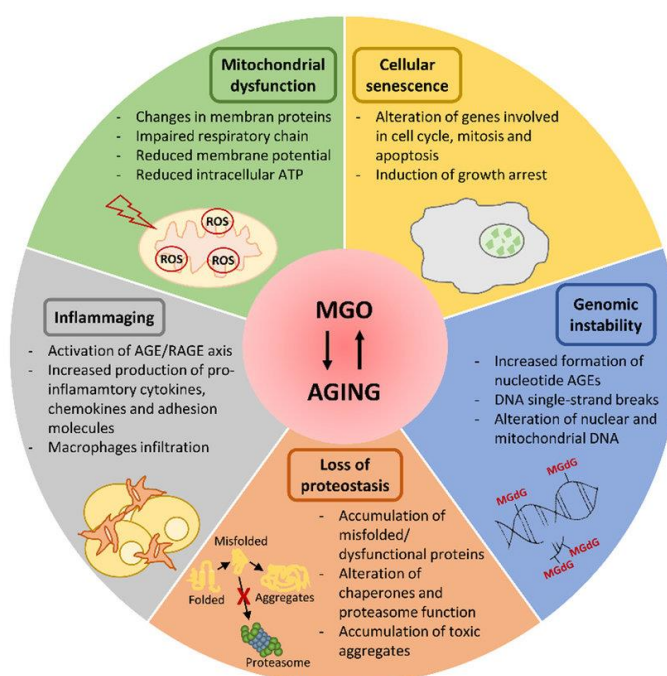 Mitochondrial
dysfunction
- Changes in membran proteins
- Impaired respiratory chain
- Reduced membrane potential
- Reduced intracellular ATP
ROS
ROS
ROS
Cellular
senescence
- Alteration of genes involved
in cell cycle, mitosis and
apoptosis
- Induction of growth arrest
MGO
AGING
Inflammaging
- Activation of AGE/RAGE axis
- Increased production of pro-
inflamamtory cytokines,
chemokines and adhesion
molecules
- Macrophages infiltration
Genomic
instability
- Increased formation of
nucleotide AGEs
- DNA single-strand breaks
- Alteration of nuclear and
mitochondrial DNA
MGdG
MGdG
MGdG
MGdG
Loss of
proteostasis
- Accumulation of
misfolded/
dysfunctional proteins
- Alteration of
chaperones and
proteasome function
- Accumulation of toxic
aggregates
Misfolded
Folded
Aggregates
X
Proteasome